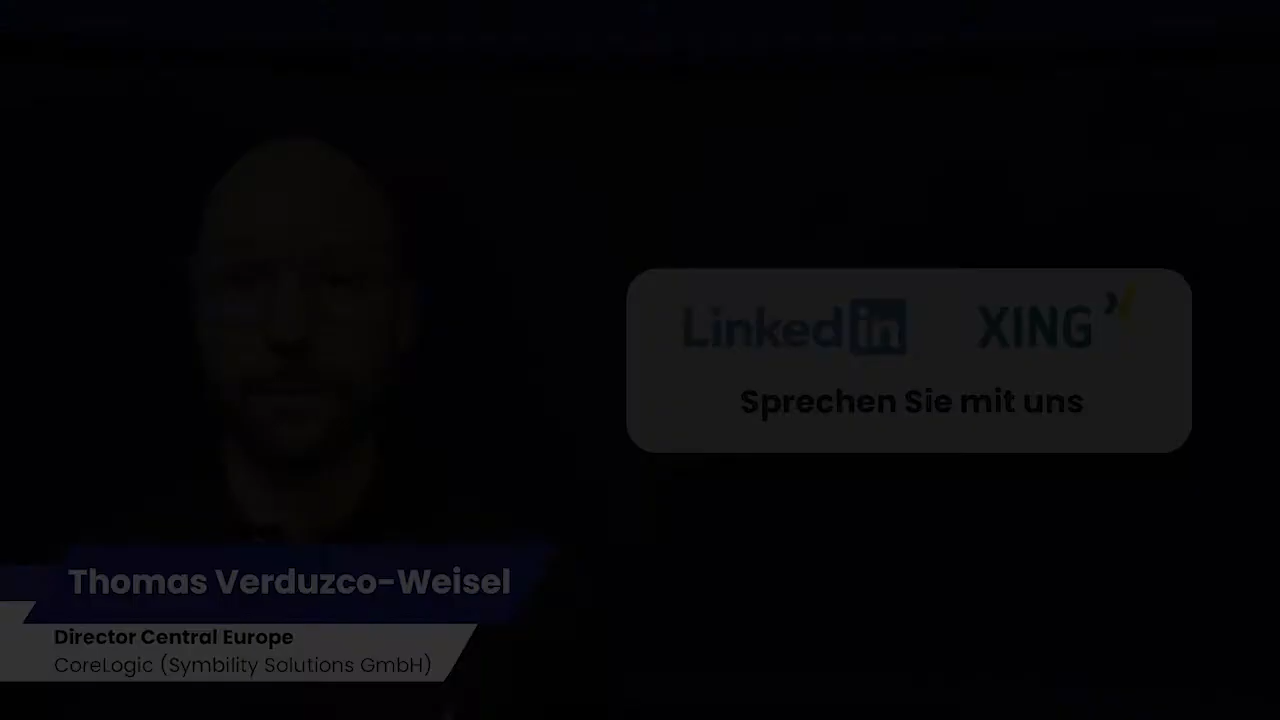 LinkedIn XING
Sprechen Sie mit uns
Thomas Verduzco-Weisel
Director Central Europe
CoreLogic (Symbility Solutions GmbH)